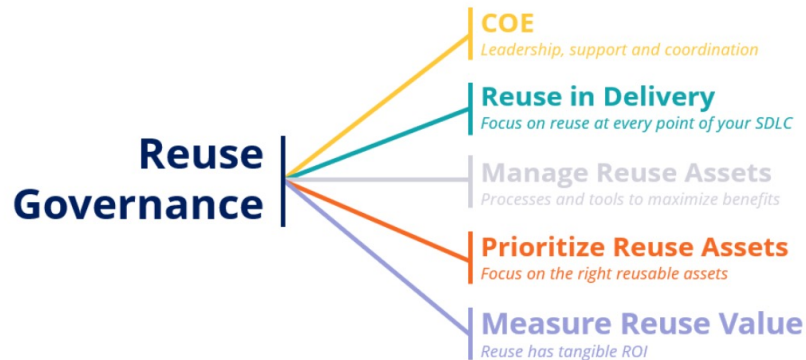 Reuse
Governance
COE
Leadership, support and coordination
Reuse in Delivery
Focus on reuse at every point of your SDLC
Manage Reuse Assets
Processes and tools to maximize benefits
Prioritize Reuse Assets
Focus on the right reusable assets
Measure Reuse Value
Reuse has tangible ROI